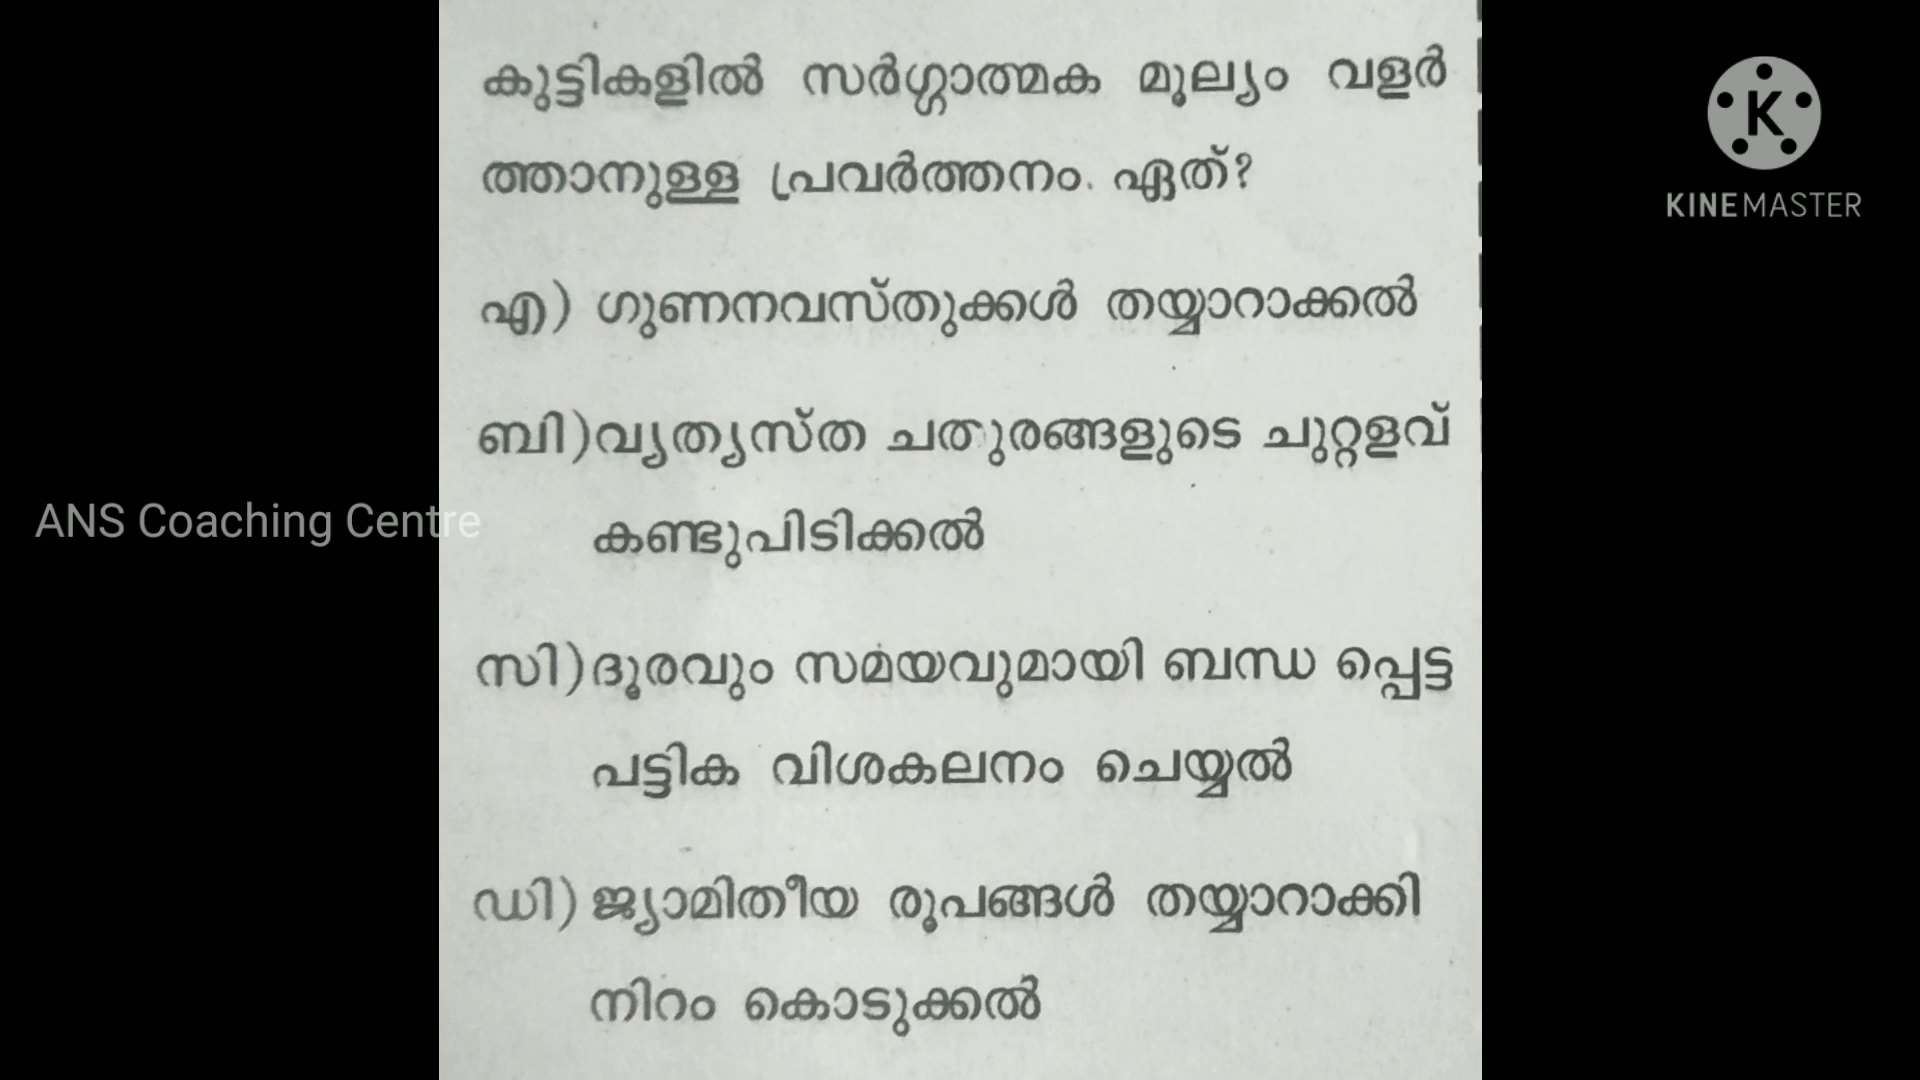 കുട്ടികളിൽ സർഗ്ഗാത്മക മൂല്യം വളർ
ത്താനുള്ള പ്രവർത്തനം. ഏത്?
എ) ഗുണനവസ്തുക്കൾ തയ്യാറാക്കൽ
ബി)വ്യത്യസ്ത ചതുരങ്ങളുടെ ചുറ്റളവ്
കണ്ടുപിടിക്കൽ
സി)ദൂരവും സമയവുമായി ബന്ധ പ്പെട്ട
പട്ടിക വിശകലനം ചെയ്യൽ
ഡി) ജ്യാമിതീയ രൂപങ്ങൾ തയ്യാറാക്കി
നിറം കൊടുക്കൽ
ANS Coaching Centre
K
KINEMASTER